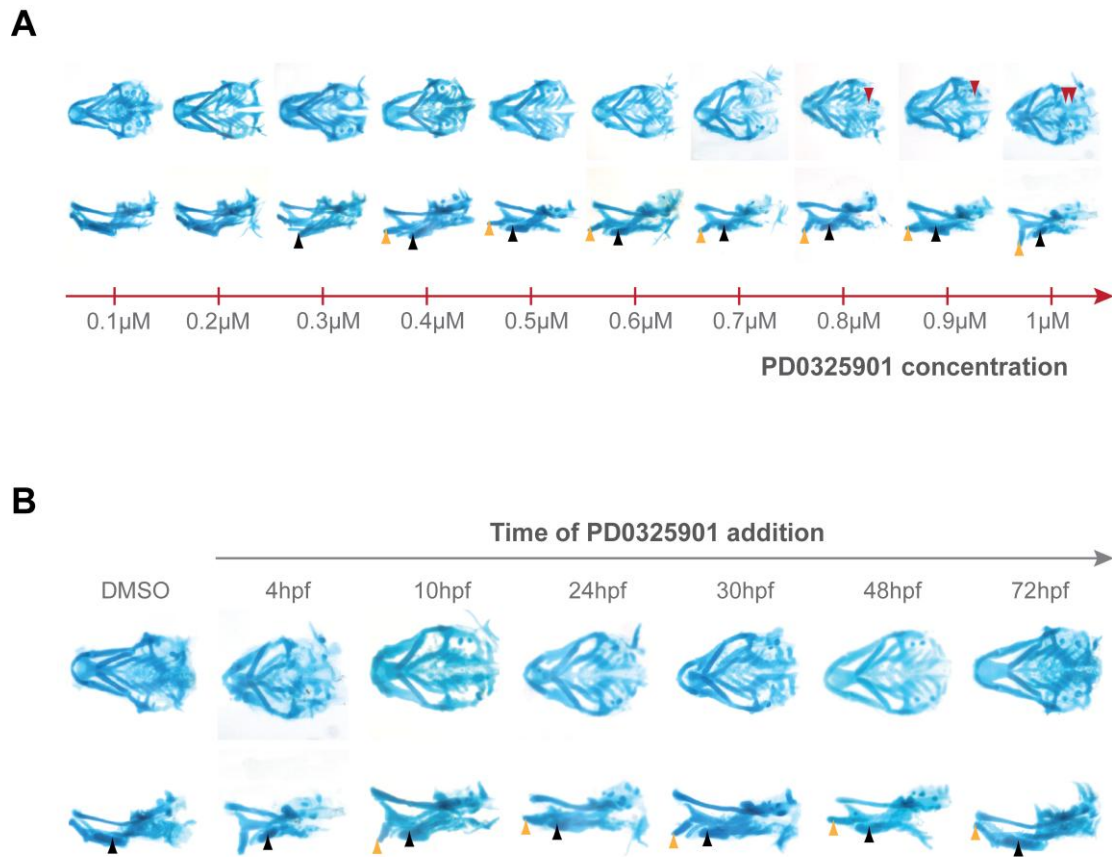 A
0.1µM 0.2µM 0.3µM 0.4µM 0.5µM 0.6µM 0.7µM 0.8µM 0.9µM 1µM
PD0325901 concentration
B
Time of PD0325901 addition
DMSO 4hpf 10hpf 24hpf 30hpf 48hpf 72hpf